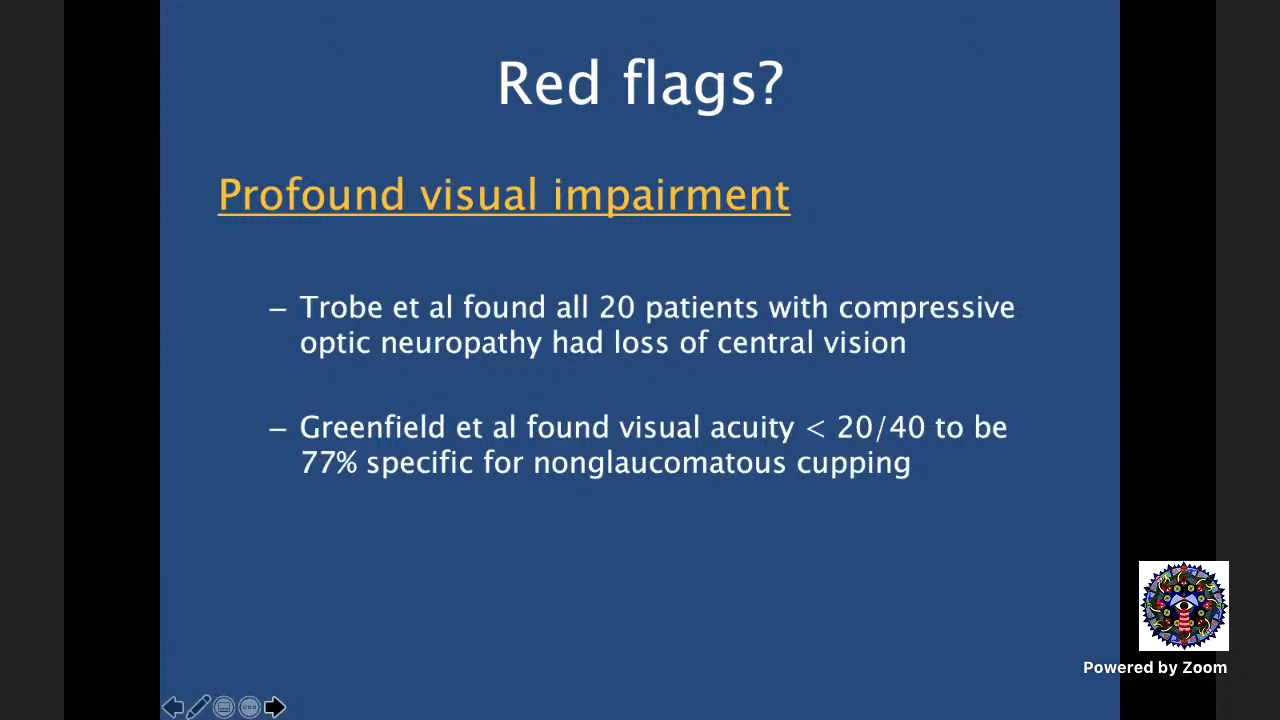 Red flags?
Profound visual impairment
– Trobe et al found all 20 patients with compressive
optic neuropathy had loss of central vision
– Greenfield et al found visual acuity < 20/40 to be
77% specific for nonglaucomatous cupping
Powered by Zoom